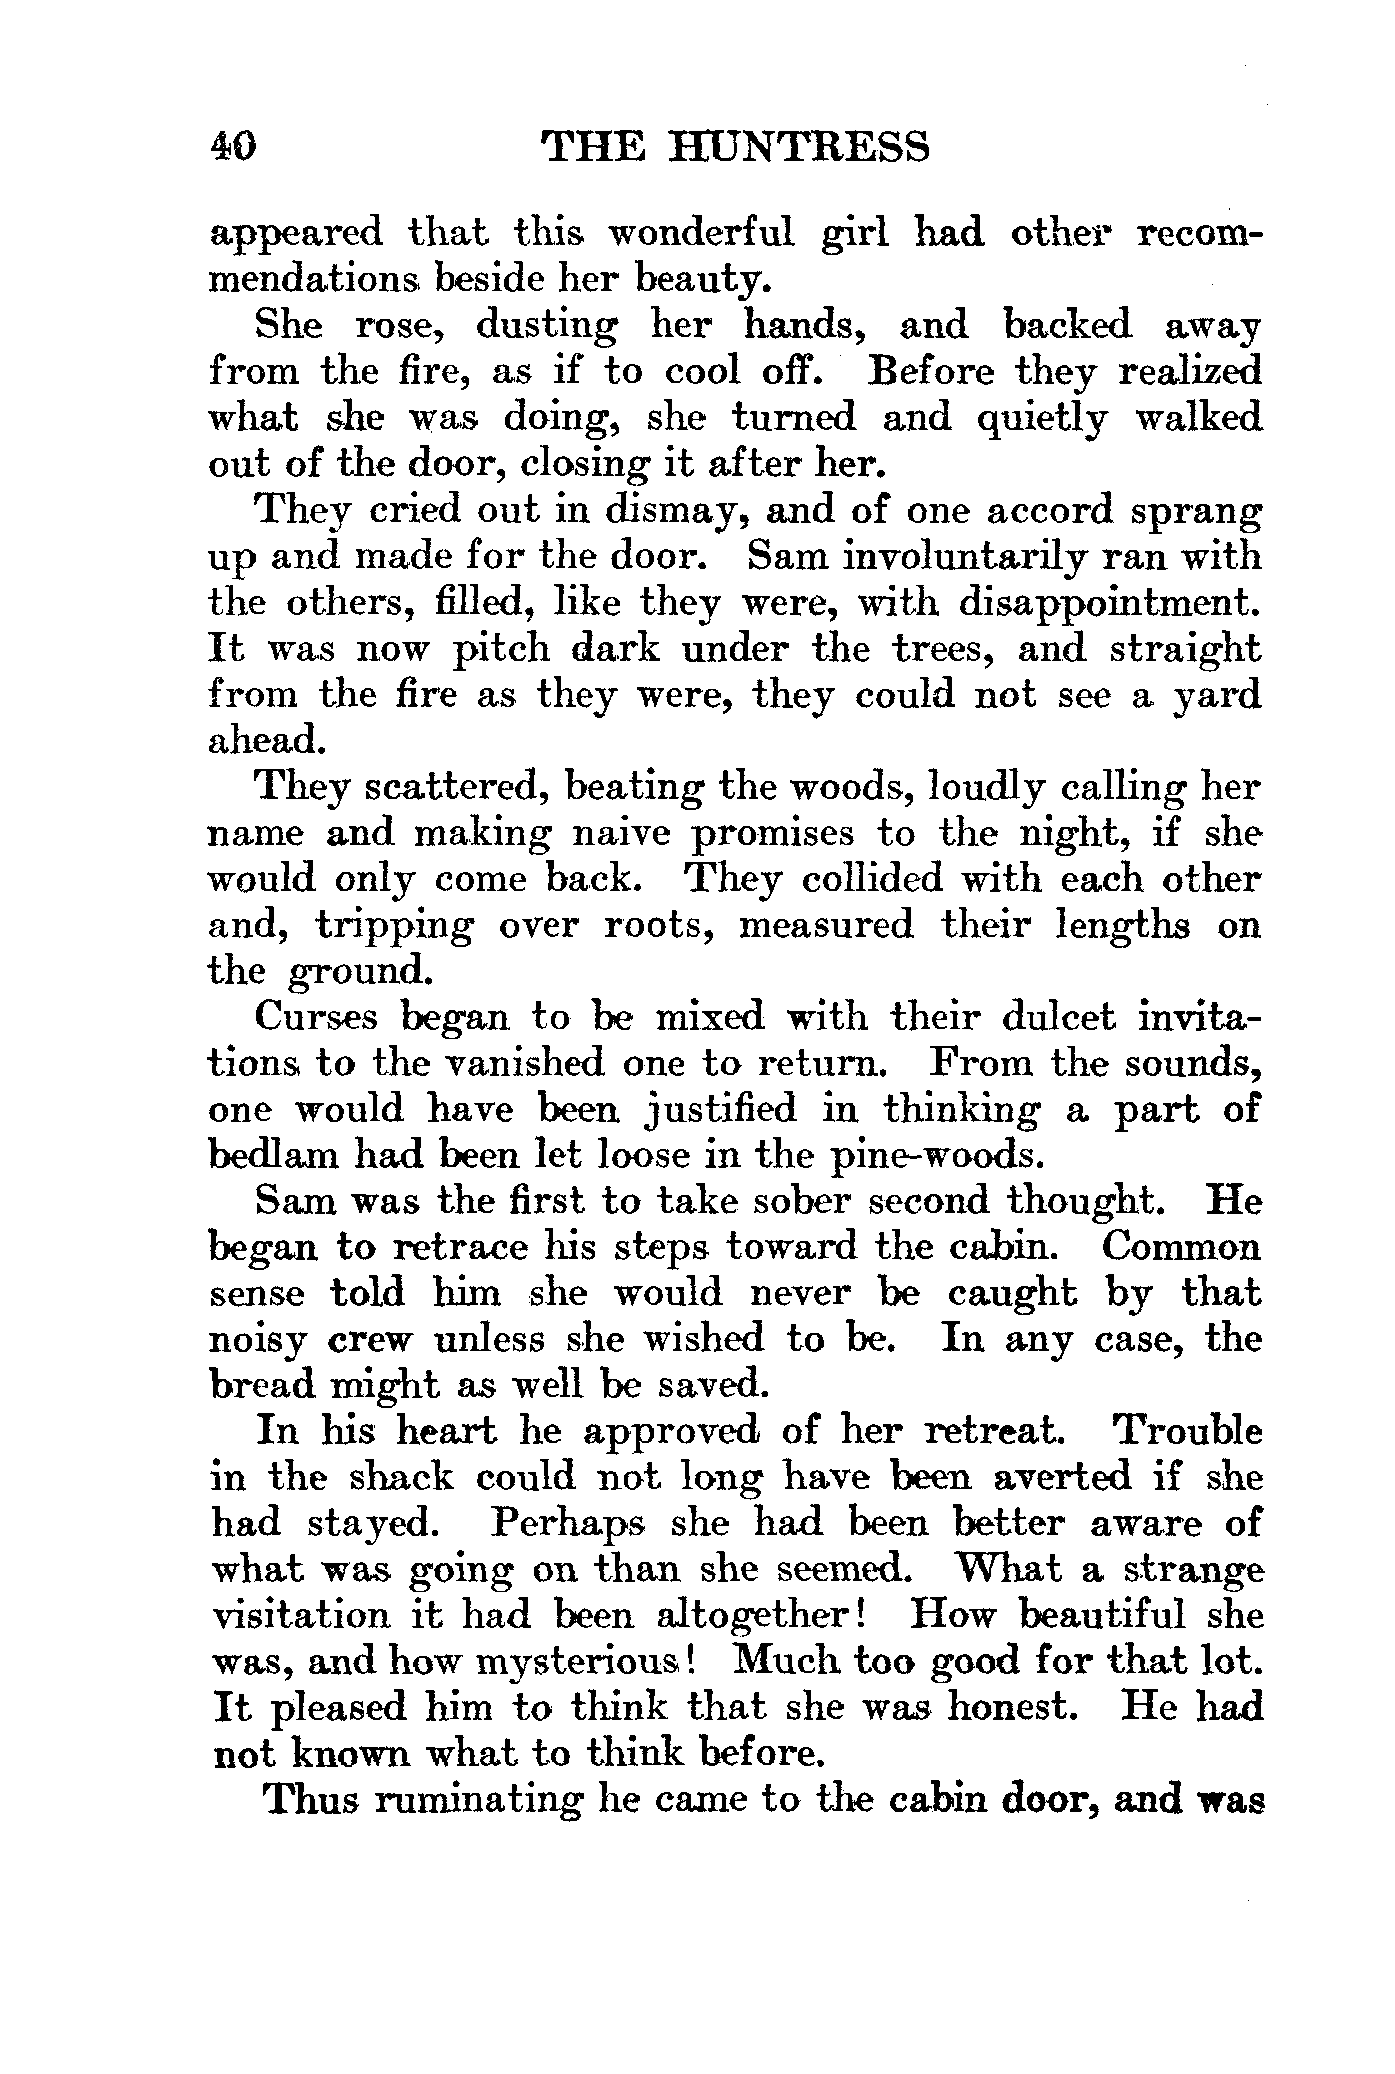 40 THE HUNTRESS
appeared that this wonderful girl had other recom-
mendations beside her beauty.
She rose, dusting her hands, and backed away
from the fire, as if to cool off. Before they realized
what she was doing, she turned and quietly walked
out of the door, closing it after her.
They cried out in dismay, and of one accord sprang
up and made for the door. Sam involuntarily ran with
the others, filled, like they were, with disappointment.
It was now pitch dark under the trees, and straight
from the fire as they were, they could not see a yard
ahead.
They scattered, beating the woods, loudly calling her
name and making naive promises to the night, if she
would only come back. They collided with each other
and, tripping over roots, measured their lengths on
the ground.
Curses began to be mixed with their dulcet invita-
tions to the vanished one to return. From the sounds,
one would have been justified in thinking a part of
bedlam had been let loose in the pine-woods.
Sam was the first to take sober second thought. He
began to retrace his steps toward the cabin. Common
sense told him she would never be caught by that
noisy crew unless she wished to be. In any case, the
bread might as well be saved.
In his heart he approved of her retreat. Trouble
in the shack could not long have been averted if she
had stayed. Perhaps she had been better aware of
what was going on than she seemed. What a strange
visitation it had been altogether! How beautiful she
was, and how mysterious! Much too good for that lot.
It pleased him to think that she was honest. He had
not known what to think before.
Thus ruminating he came to the cabin door, and was